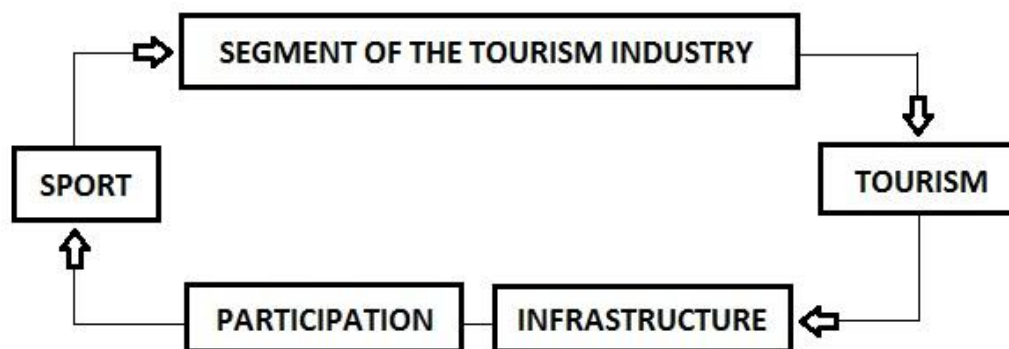 SEGMENT OF THE TOURISM INDUSTRY
SPORT
TOURISM
PARTICIPATION
INFRASTRUCTURE